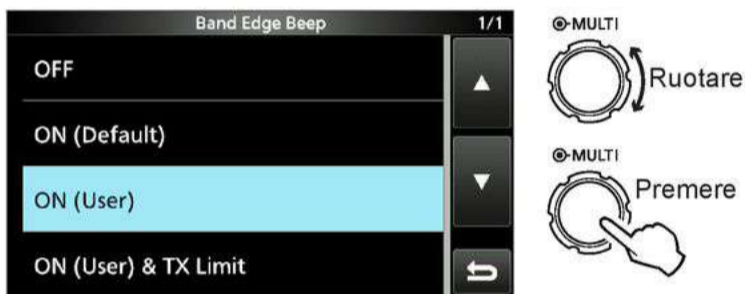 Band Edge Beep 1/1
OFF
ON (Default)
ON (User)
ON (User) & TX Limit
MULTI
Ruotare
MULTI
Premere